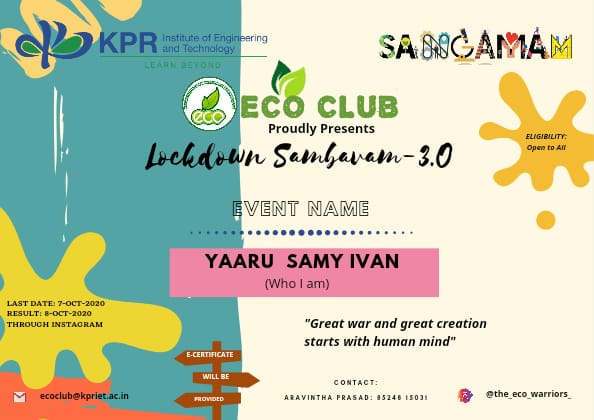 KPR Institute of Engineering
and Technology
LEARN BEYOND
SANGAMAM
eco
ECO CLUB
Proudly Presents
Lockdown Sambavam-3.0
ELIGIBILITY:
Open to All
EVENT NAME
YAARU SAMY IVAN
(Who I am)
LAST DATE: 7-OCT-2020
RESULT: 8-OCT-2020
THROUGH INSTAGRAM
"Great war and great creation
starts with human mind"
E-CERTIFICATE
WILL BE
PROVIDED
CONTACT:
ARAVINTHA PRASAD: 85248 15031
ecoclub@kpriet.ac.in
@the_eco_warriors_